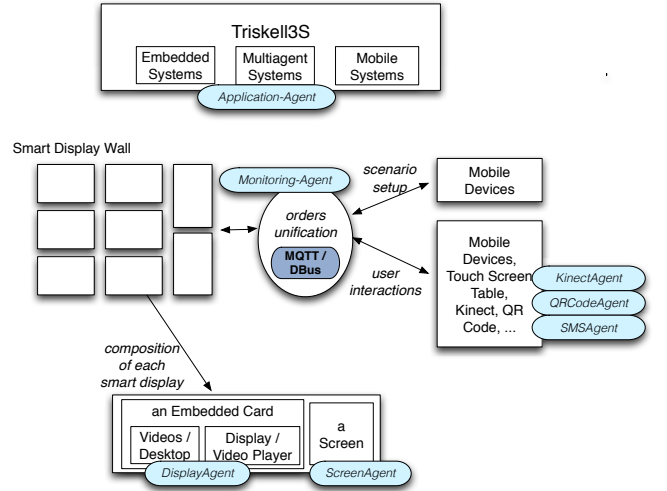 Triskell3S
Embedded
Systems
Multiagent
Systems
Mobile
Systems
Application-Agent
Smart Display Wall
Monitoring-Agent
orders
unification
MQTT /
DBus
scenario
setup
Mobile
Devices
user
interactions
Mobile
Devices,
Touch Screen
Table,
Kinect, QR
Code, ...
KinectAgent
QRCodeAgent
SMSAgent
composition
of each
smart display
an Embedded Card
Videos /
Desktop
Display /
Video Player
a
Screen
DisplayAgent
ScreenAgent